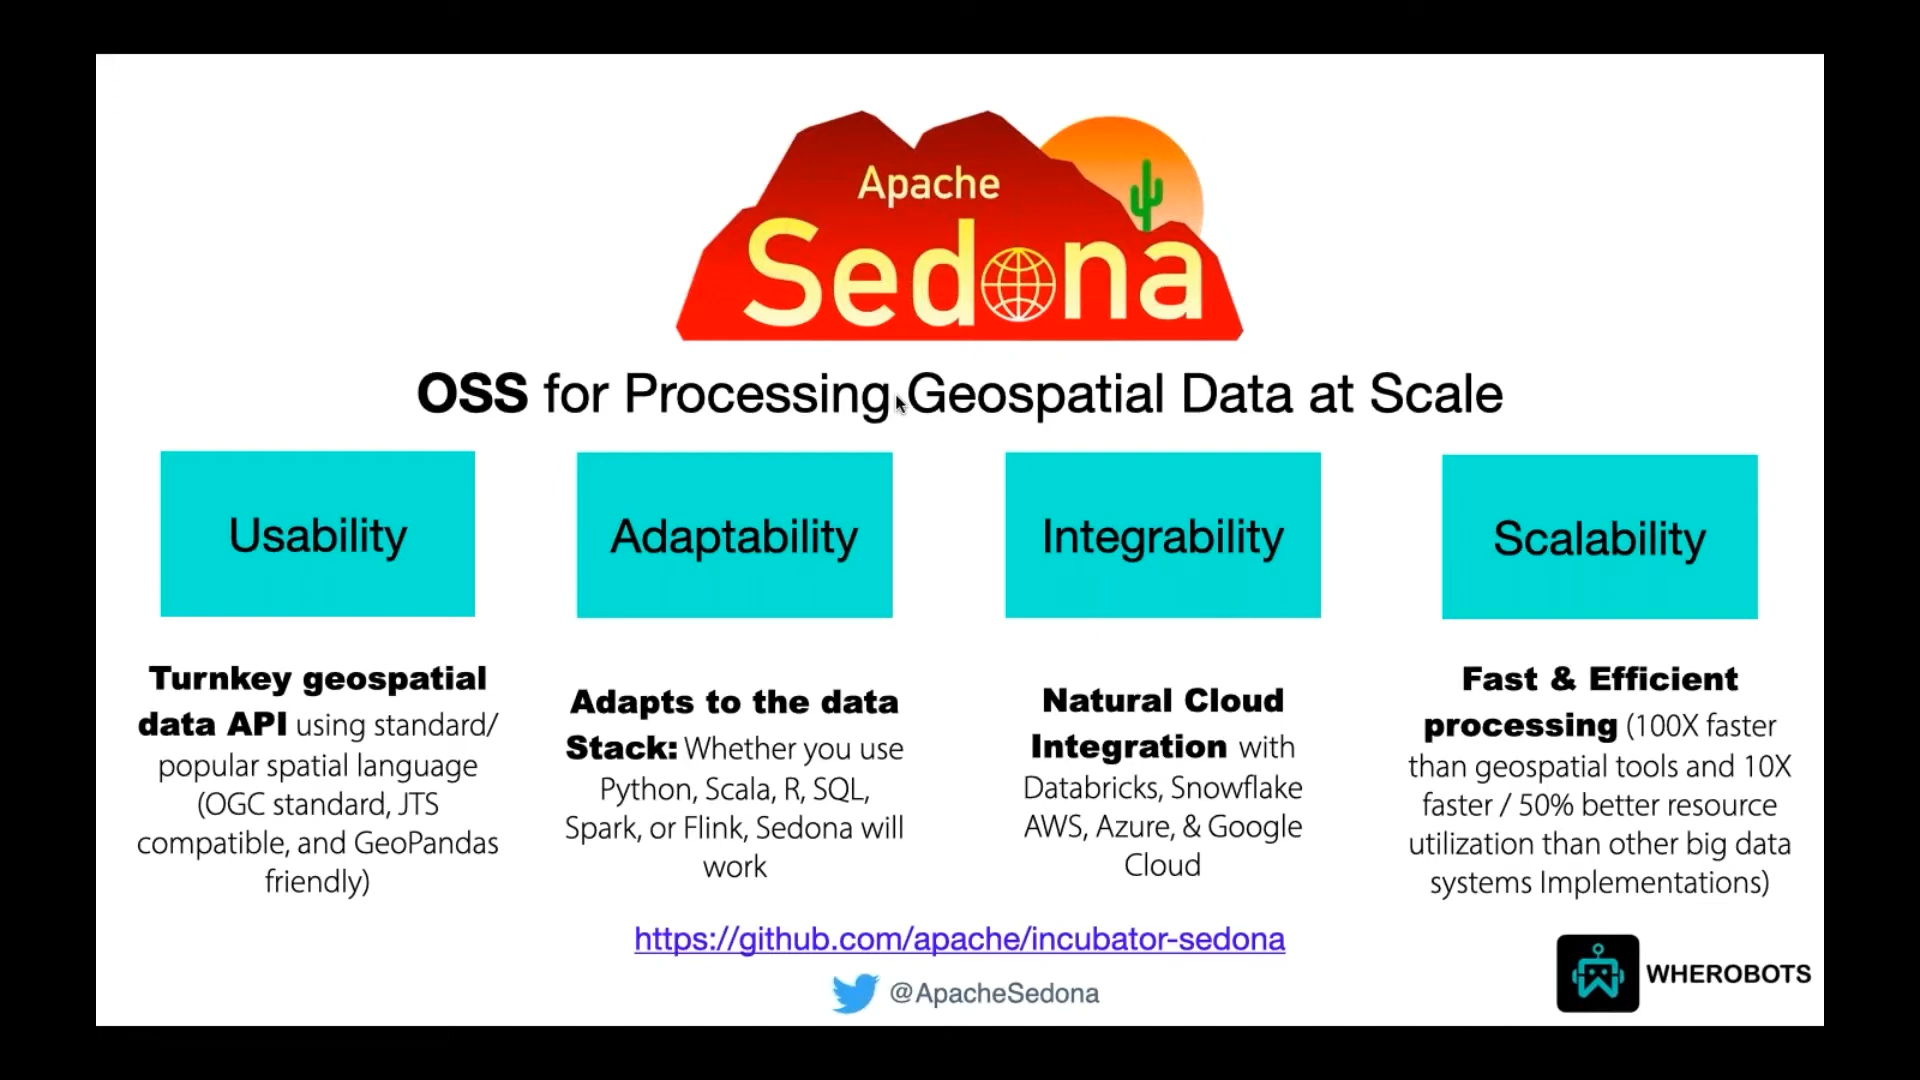 Apache
Sedona
OSS for Processing Geospatial Data at Scale
Usability
Adaptability
Integrability
Scalability
Turnkey geospatial
data API using standard/
popular spatial language
(OGC standard, JTS
compatible, and GeoPandas
friendly)
Adapts to the data
Stack: Whether you use
Python, Scala, R, SQL,
Spark, or Flink, Sedona will
work
Natural Cloud
Integration with
Databricks, Snowflake
AWS, Azure, & Google
Cloud
Fast & Efficient
processing (100X faster
than geospatial tools and 10X
faster / 50% better resource
utilization than other big data
systems Implementations)
https://github.com/apache/incubator-sedona
@ApacheSedona
WHEROBOTS